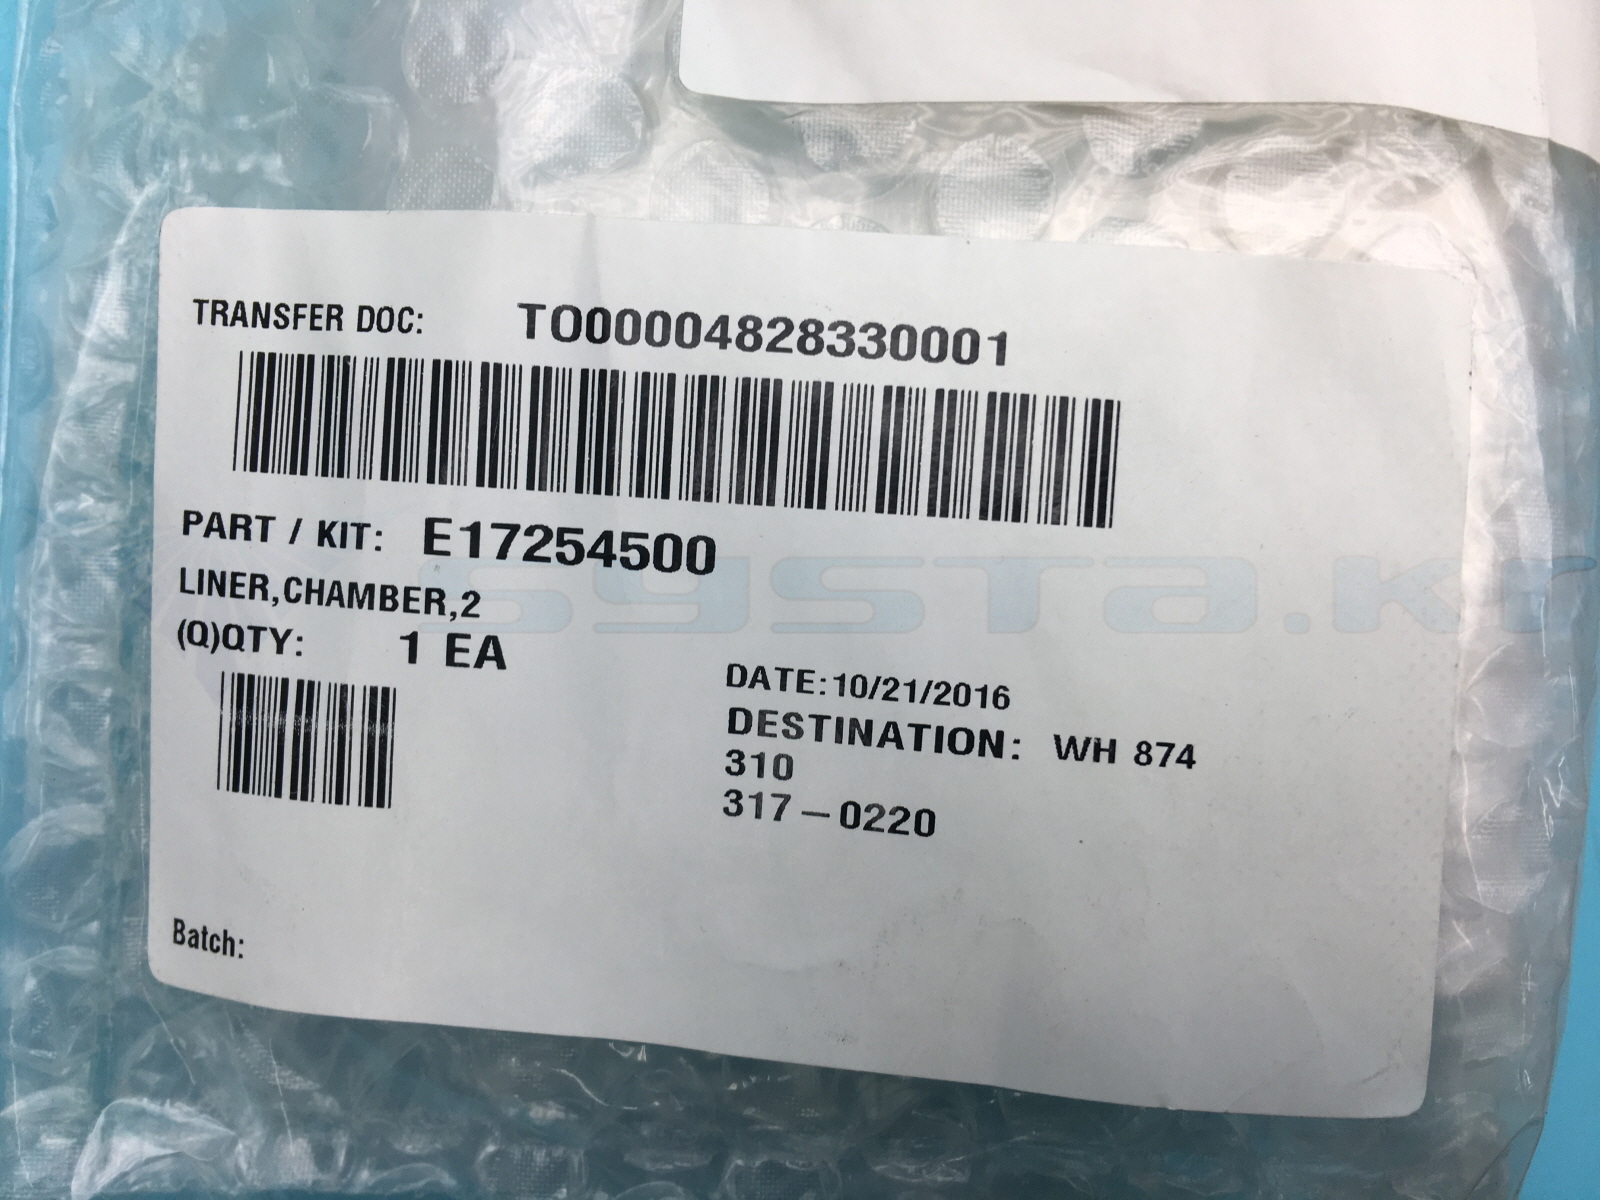 TRANSFER DOC: TO00004828330001
PART / KIT: E17254500
LINER,CHAMBER,2
(Q)QTY: 1 EA
DATE:10/21/2016
DESTINATION: WH 874
310
317-0220
Batch:
systa.kr